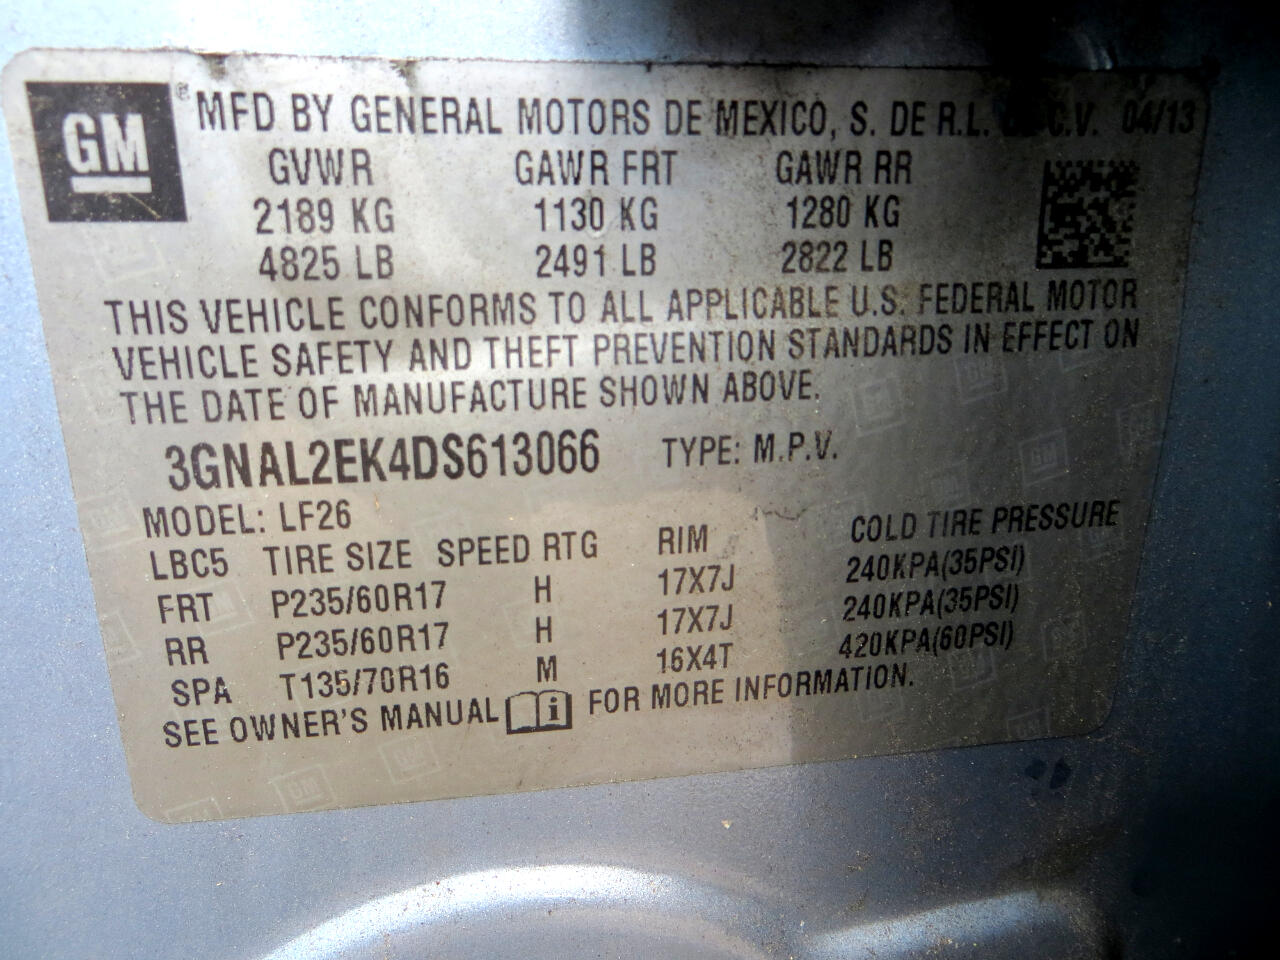 GM ® MFD BY GENERAL MOTORS DE MEXICO, S. DE R.L. C.V. 04/13
GVWR GAWR FRT GAWR RR
2189 KG 1130 KG 1280 KG
4825 LB 2491 LB 2822 LB
THIS VEHICLE CONFORMS TO ALL APPLICABLE U.S. FEDERAL MOTOR
VEHICLE SAFETY AND THEFT PREVENTION STANDARDS IN EFFECT ON
THE DATE OF MANUFACTURE SHOWN ABOVE.
3GNAL2EK4DS613066 TYPE: M.P.V.
MODEL: LF26
LBC5 TIRE SIZE SPEED RTG RIM COLD TIRE PRESSURE
FRT P235/60R17 H 17X7J 240KPA(35PSI)
RR P235/60R17 H 17X7J 240KPA(35PSI)
SPA T135/70R16 M 16X4T 420KPA(60PSI)
SEE OWNER'S MANUAL i FOR MORE INFORMATION.